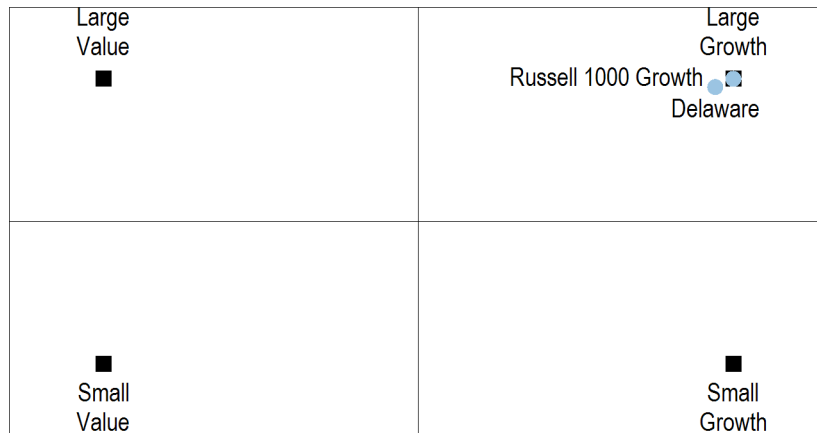 Large
Value
Large
Growth
Russell 1000 Growth
Delaware
Small
Value
Small
Growth